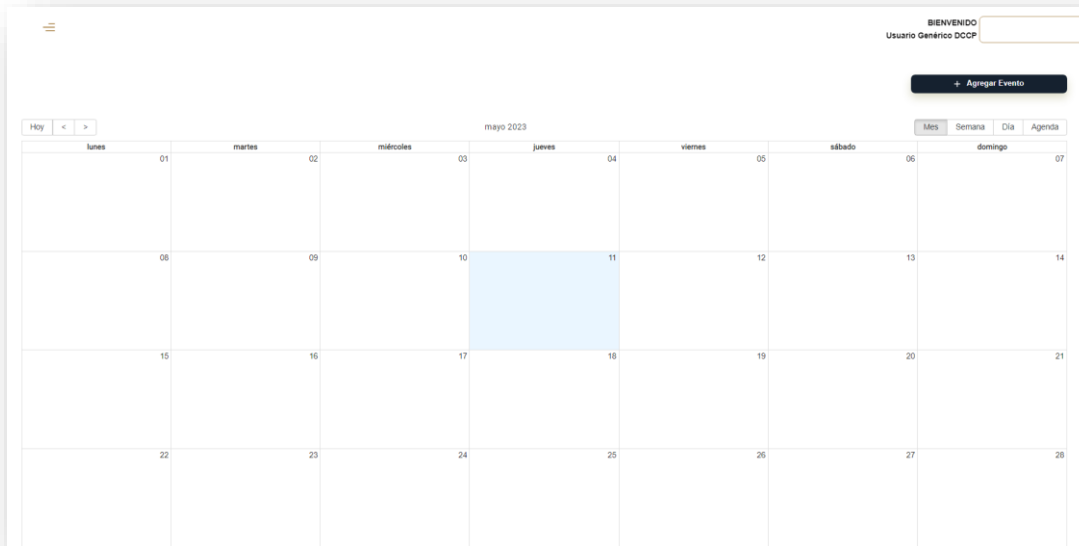 BIENVENIDO
Usuario Genérico DCCP
+ Agregar Evento
Hoy < > mayo 2023 Mes Semana Día Agenda
lunes martes miércoles jueves viernes sábado domingo
01 02 03 04 05 06 07
08 09 10 11 12 13 14
15 16 17 18 19 20 21
22 23 24 25 26 27 28